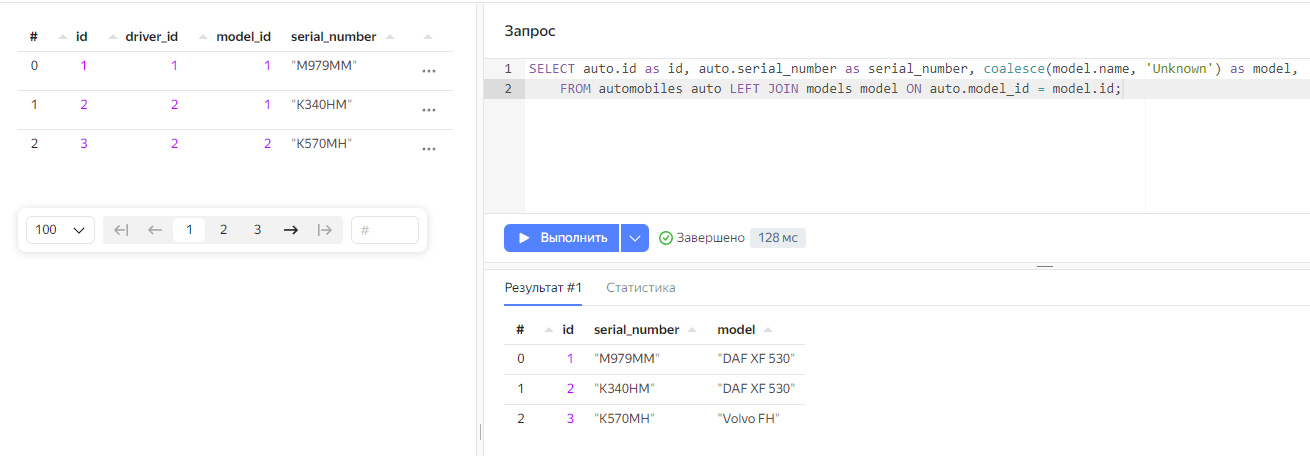 # id driver_id model_id serial_number
0 1 1 1 "M979MM" ...
1 2 2 1 "K340HM" ...
2 3 2 2 "K570MH" ...
100 1 2 3 #
Запрос
1 SELECT auto.id as id, auto.serial_number as serial_number, coalesce(model.name, 'Unknown') as model,
2 FROM automobiles auto LEFT JOIN models model ON auto.model_id = model.id;
Выполнить Завершено 128 мс
Результат #1 Статистика
# id serial_number model
0 1 "M979MM" "DAF XF 530"
1 2 "K340HM" "DAF XF 530"
2 3 "K570MH" "Volvo FH"